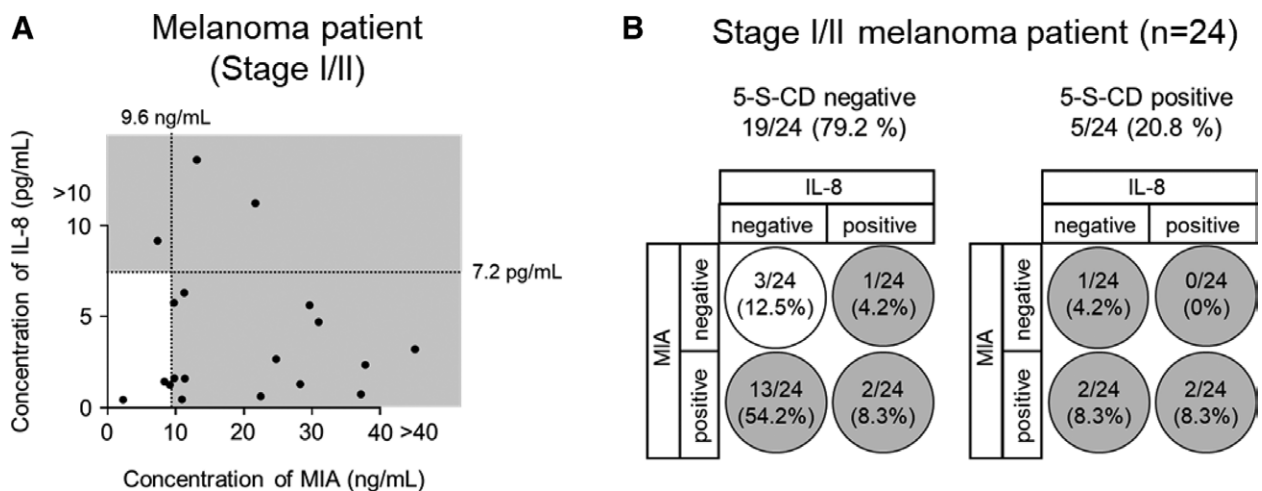 A
Melanoma patient
(Stage I/II)
9.6 ng/mL
Concentration of IL-8 (pg/mL)
>10
10
5
0
7.2 pg/mL
0
10
20
30
40
>40
Concentration of MIA (ng/mL)
B
Stage I/II melanoma patient (n=24)
5-S-CD negative
19/24 (79.2 %)
IL-8
negative
positive
MIA
negative
positive
3/24
(12.5%)
1/24
(4.2%)
13/24
(54.2%)
2/24
(8.3%)
5-S-CD positive
5/24 (20.8 %)
IL-8
negative
positive
MIA
negative
positive
1/24
(4.2%)
0/24
(0%)
2/24
(8.3%)
2/24
(8.3%)